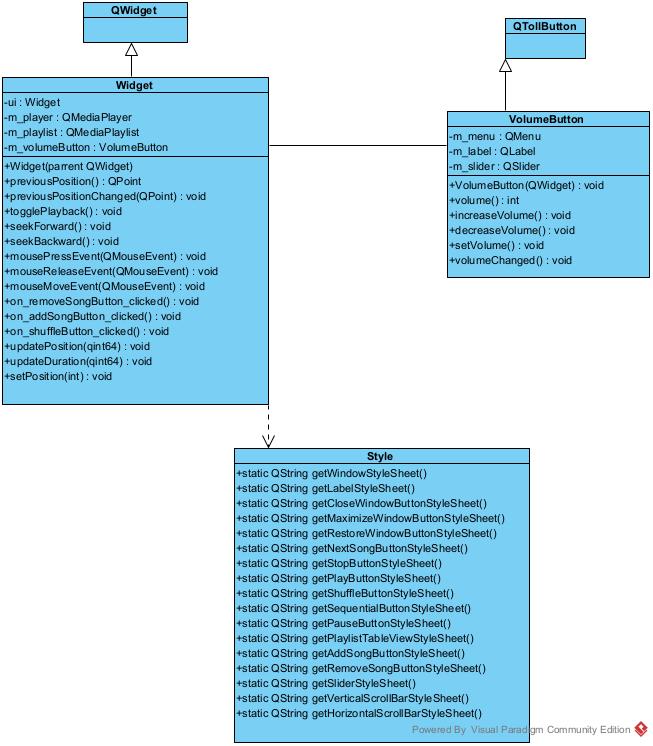 QWidget
QTollButton
Widget
-ui : Widget
-m_player : QMediaPlayer
-m_playlist : QMediaPlaylist
-m_volumeButton : VolumeButton
+Widget(parrent QWidget)
+previousPosition() : QPoint
+previousPositionChanged(QPoint) : void
+togglePlayback() : void
+seekForward() : void
+seekBackward() : void
+mousePressEvent(QMouseEvent) : void
+mouseReleaseEvent(QMouseEvent) : void
+mouseMoveEvent(QMouseEvent) : void
+on_removeSongButton_clicked() : void
+on_addSongButton_clicked() : void
+on_shuffleButton_clicked() : void
+updatePosition(qint64) : void
+updateDuration(qint64) : void
+setPosition(int) : void
VolumeButton
-m_menu : QMenu
-m_label : QLabel
-m_slider : QSlider
+VolumeButton(QWidget) : void
+volume() : int
+increaseVolume() : void
+decreaseVolume() : void
+setVolume() : void
+volumeChanged() : void
Style
+static QString getWindowStyleSheet()
+static QString getLabelStyleSheet()
+static QString getCloseWindowButtonStyleSheet()
+static QString getMaximizeWindowButtonStyleSheet()
+static QString getRestoreWindowButtonStyleSheet()
+static QString getNextSongButtonStyleSheet()
+static QString getStopButtonStyleSheet()
+static QString getPlayButtonStyleSheet()
+static QString getShuffleButtonStyleSheet()
+static QString getSequentialButtonStyleSheet()
+static QString getPauseButtonStyleSheet()
+static QString getPlaylistTableViewStyleSheet()
+static QString getAddSongButtonStyleSheet()
+static QString getRemoveSongButtonStyleSheet()
+static QString getSliderStyleSheet()
+static QString getVerticalScrollBarStyleSheet()
+static QString getHorizontalScrollBarStyleSheet()
Powered By Visual Paradigm Community Edition